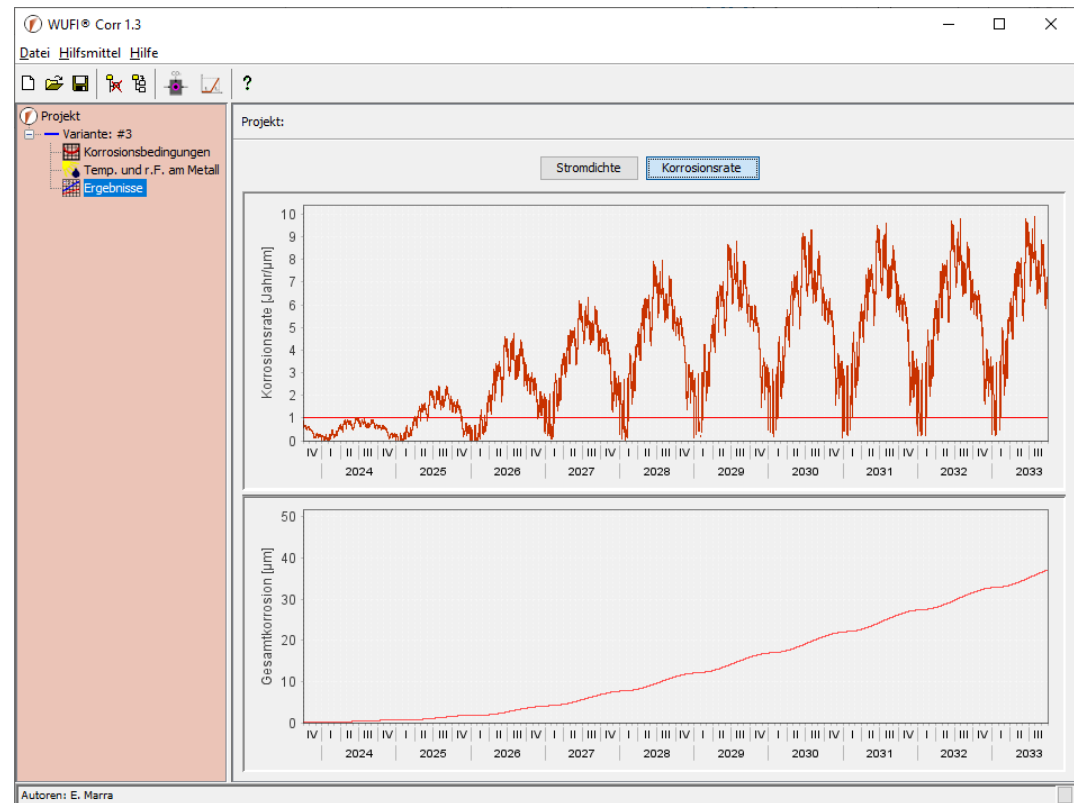 WUFI® Corr 1.3
Datei Hilfsmittel Hilfe
?
Projekt
Variante: #3
Korrosionsbedingungen
Temp. und r.F. am Metall
Ergebnisse
Projekt:
Stromdichte Korrosionsrate
Korrosionsrate [Jahr/µm]
10
9
8
7
6
5
4
3
2
1
0
IV I II III IV I II III IV I II III IV I II III IV I II III IV I II III IV I II III IV I II III IV I II III IV I II III
2024 2025 2026 2027 2028 2029 2030 2031 2032 2033
Gesamtkorrosion [µm]
50
40
30
20
10
0
IV I II III IV I II III IV I II III IV I II III IV I II III IV I II III IV I II III IV I II III IV I II III IV I II III
2024 2025 2026 2027 2028 2029 2030 2031 2032 2033
Autoren: E. Marra